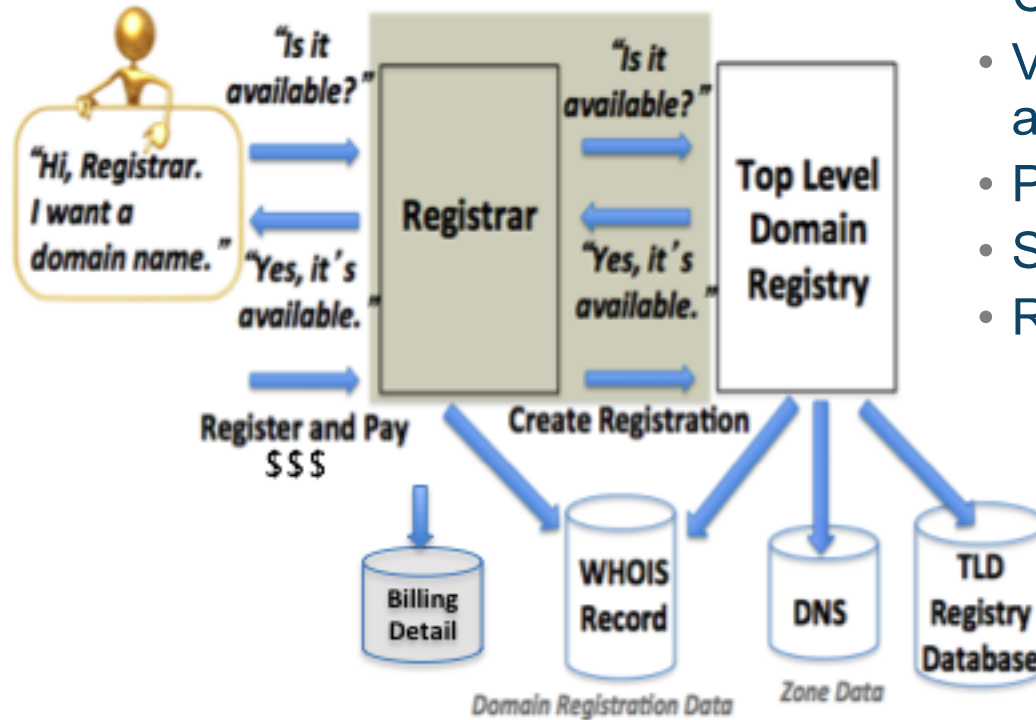 “Hi, Registrar.
I want a
domain name.”
“Is it
available?”
“Yes, it’s
available.”
Register and Pay
$$$
Registrar
“Is it
available?”
“Yes, it’s
available.”
Create Registration
Top Level
Domain
Registry
Billing
Detail
WHOIS
Record
DNS
TLD
Registry
Database
Domain Registration Data
Zone Data